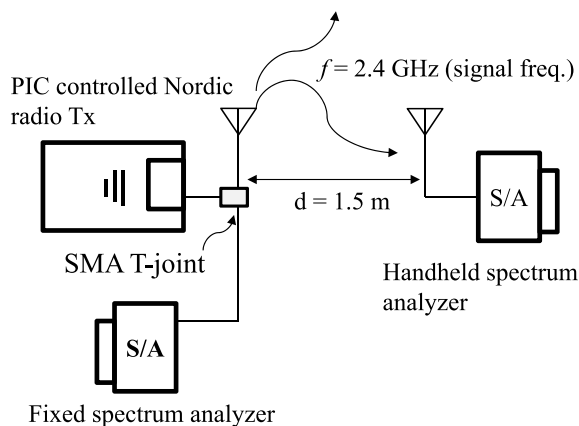 PIC controlled Nordic
radio Tx
f = 2.4 GHz (signal freq.)
d = 1.5 m
S/A
SMA T-joint
Handheld spectrum
analyzer
S/A
Fixed spectrum analyzer